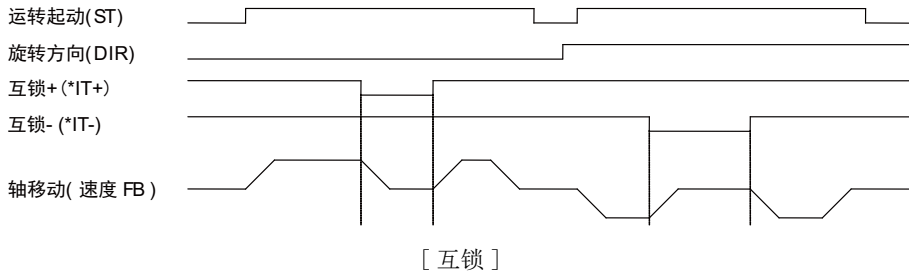 运转起动(ST)
旋转方向(DIR)
互锁+(*IT+)
互锁- (*IT-)
轴移动( 速度 FB )
[ 互锁 ]